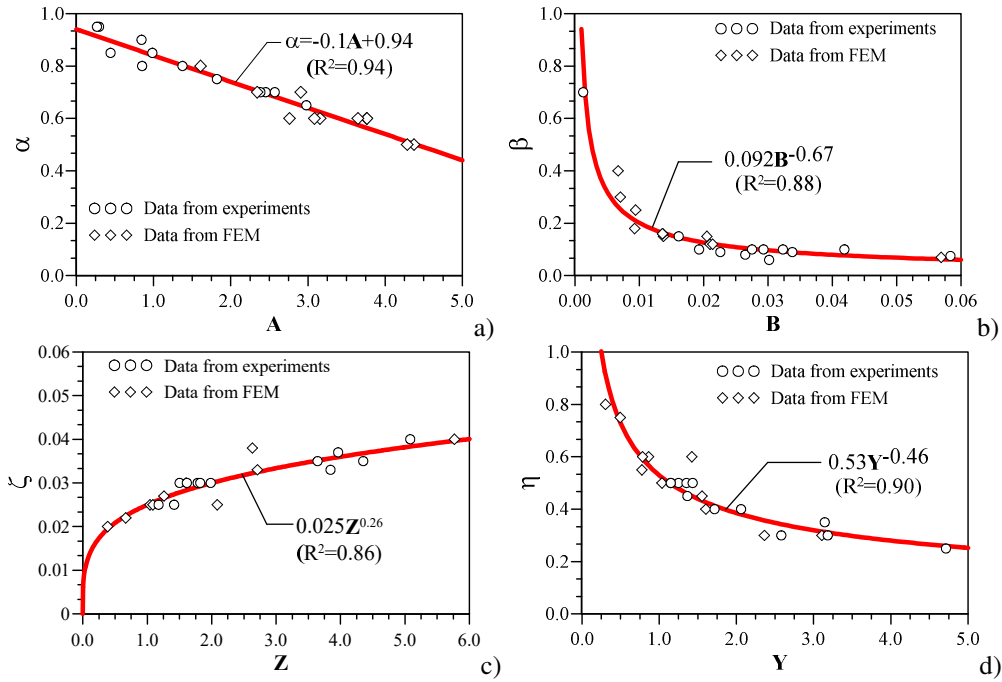 1.0
0.8
0.6
0.4
0.2
0.0
α
0.0 1.0 2.0 3.0 4.0 5.0
A
a)
α=-0.1A+0.94
(R²=0.94)
Data from experiments
Data from FEM
1.0
0.8
0.6
0.4
0.2
0.0
β
0.00 0.01 0.02 0.03 0.04 0.05 0.06
B
b)
Data from experiments
Data from FEM
0.092B⁻⁰·⁶⁷
(R²=0.88)
0.06
0.05
0.04
0.03
0.02
0.01
0
ζ
0.0 1.0 2.0 3.0 4.0 5.0 6.0
Z
c)
Data from experiments
Data from FEM
0.025Z⁰·²⁶
(R²=0.86)
1.0
0.8
0.6
0.4
0.2
0.0
η
0.0 1.0 2.0 3.0 4.0 5.0
Y
d)
Data from experiments
Data from FEM
0.53Y⁻⁰·⁴⁶
(R²=0.90)